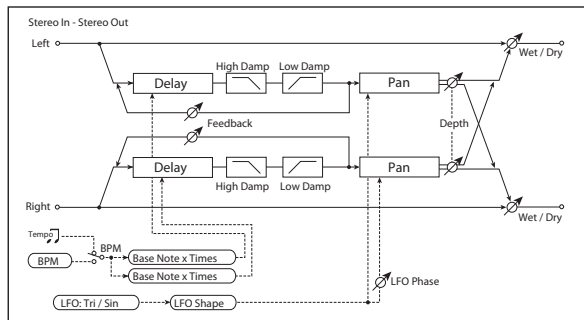 Stereo In - Stereo Out
Left
Wet / Dry
High Damp
Low Damp
Delay
Pan
Feedback
Depth
Delay
Pan
High Damp
Low Damp
Right
Wet / Dry
Tempo
BPM
BPM
Base Note x Times
Base Note x Times
LFO Phase
LFO: Tri / Sin
LFO Shape